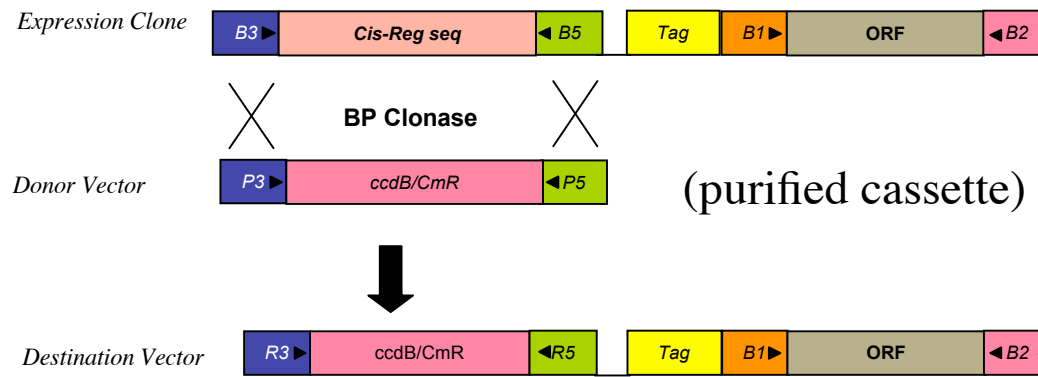 Expression Clone B3 Cis-Reg seq B5 Tag B1 ORF B2
BP Clonase
Donor Vector P3 ccdB/CmR P5 (purified cassette)
Destination Vector R3 ccdB/CmR R5 Tag B1 ORF B2